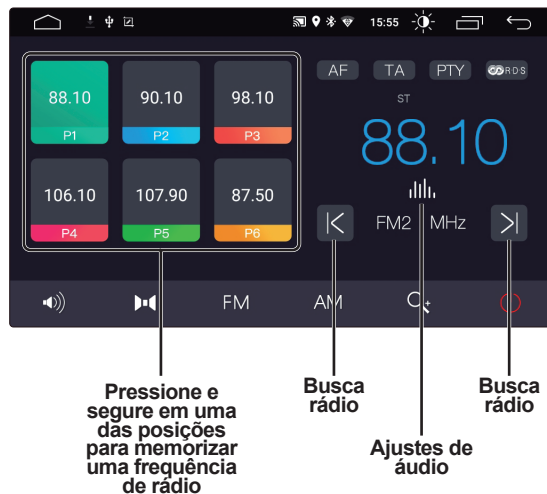 15:55
88.10 90.10 98.10
P1 P2 P3
106.10 107.90 87.50
P4 P5 P6
AF TA PTY RDS
ST
88.10
FM2 MHz
FM AM
Pressione e
segure em uma
das posições
para memorizar
uma frequência
de rádio
Busca
rádio
Ajustes de
áudio
Busca
rádio